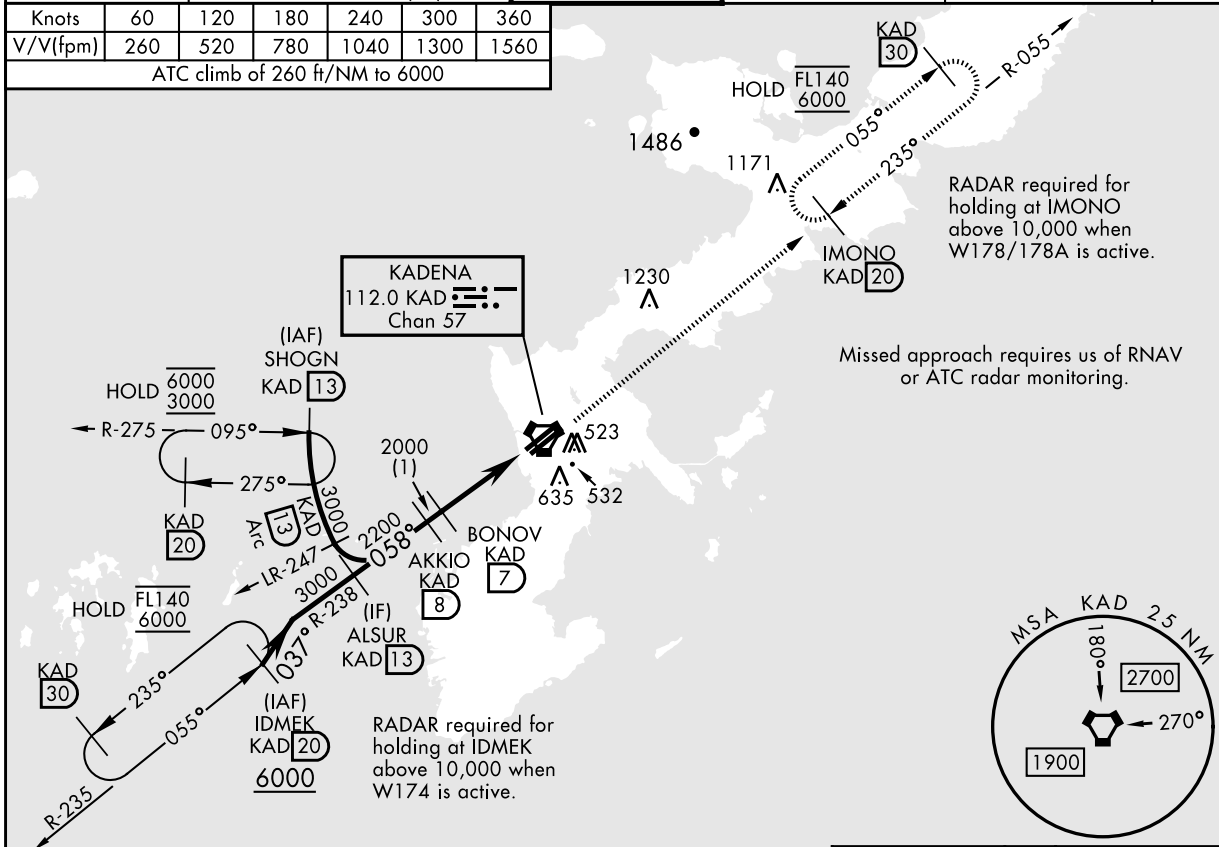 Knots 60 120 180 240 300 360
V/V(fpm) 260 520 780 1040 1300 1560
ATC climb of 260 ft/NM to 6000
KAD
30
R-055
HOLD FL140
6000
055°
235°
1486
1171
RADAR required for
holding at IMONO
above 10,000 when
W178/178A is active.
IMONO
KAD 20
KADENA
112.0 KAD
Chan 57
1230
Missed approach requires us of RNAV
or ATC radar monitoring.
(IAF)
SHOGN
KAD 13
HOLD 6000
3000
R-275
095°
275°
KAD
20
3000
KAD
13
Arc
LR-247
2000
(1)
523
635
532
2200
058°
BONOV
KAD
7
AKKIO
KAD
8
3000
R-238
(IF)
ALSUR
KAD 13
HOLD FL140
6000
037°
KAD
30
235°
055°
R-235
(IAF)
IDMEK
KAD 20
6000
RADAR required for
holding at IDMEK
above 10,000 when
W174 is active.
MSA KAD 25 NM
180°
2700
270°
1900